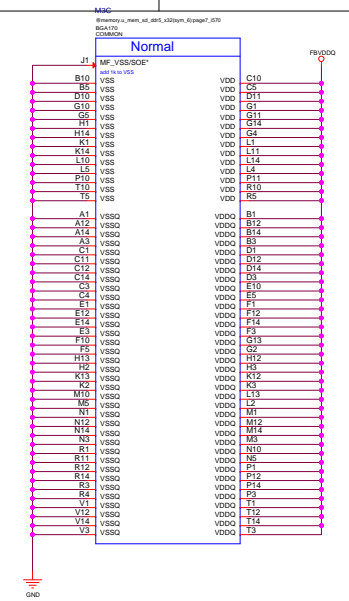 M3C
@memory.u_mem_sd_ddr5_x32(sym_6):page7_i570
BGA170
COMMON
Normal
FBVDDQ
J1 MF_VSS/SOE*
add 1k to VSS
B10 VSS VDD C10
B5 VSS VDD C5
D10 VSS VDD D11
G10 VSS VDD G1
G5 VSS VDD G11
H1 VSS VDD G14
H14 VSS VDD G4
K1 VSS VDD L1
K14 VSS VDD L11
L10 VSS VDD L14
L5 VSS VDD L4
P10 VSS VDD P11
T10 VSS VDD R10
T5 VSS VDD R5
A1 VSSQ VDDQ B1
A12 VSSQ VDDQ B12
A14 VSSQ VDDQ B14
A3 VSSQ VDDQ B3
C1 VSSQ VDDQ D1
C11 VSSQ VDDQ D12
C12 VSSQ VDDQ D14
C14 VSSQ VDDQ D3
C3 VSSQ VDDQ E10
C4 VSSQ VDDQ E5
E1 VSSQ VDDQ F1
E12 VSSQ VDDQ F12
E14 VSSQ VDDQ F14
E3 VSSQ VDDQ F3
F10 VSSQ VDDQ G13
F5 VSSQ VDDQ G2
H13 VSSQ VDDQ H12
H2 VSSQ VDDQ H3
K13 VSSQ VDDQ K12
K2 VSSQ VDDQ K3
M10 VSSQ VDDQ L13
M5 VSSQ VDDQ L2
N1 VSSQ VDDQ M1
N12 VSSQ VDDQ M12
N14 VSSQ VDDQ M14
N3 VSSQ VDDQ M3
R1 VSSQ VDDQ N10
R11 VSSQ VDDQ N5
R12 VSSQ VDDQ P1
R14 VSSQ VDDQ P12
R3 VSSQ VDDQ P14
R4 VSSQ VDDQ P3
V1 VSSQ VDDQ T1
V12 VSSQ VDDQ T12
V14 VSSQ VDDQ T14
V3 VSSQ VDDQ T3
GND